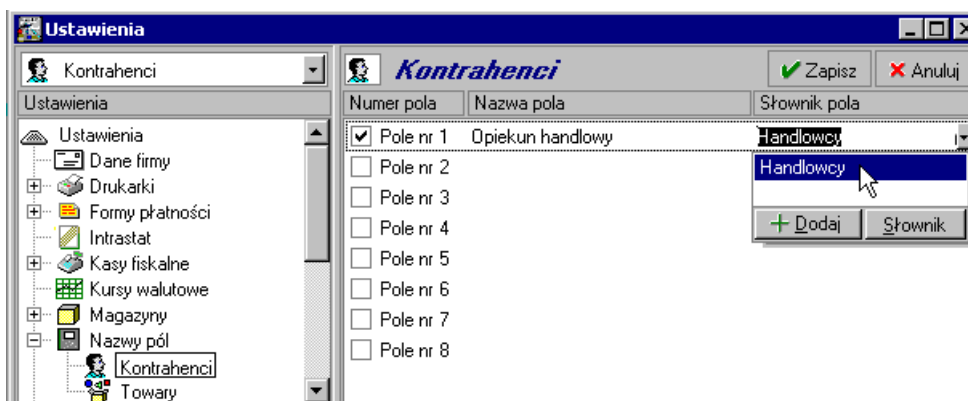 Ustawienia
Kontrahenci
Ustawienia
Ustawienia
Dane firmy
Drukarki
Formy płatności
Intrastat
Kasy fiskalne
Kursy walutowe
Magazyny
Nazwy pól
Kontrahenci
Towary
Kontrahenci
Zapisz
Anuluj
Numer pola
Nazwa pola
Słownik pola
Pole nr 1
Opiekun handlowy
Handlowcy
Handlowcy
Dodaj
Słownik
Pole nr 2
Pole nr 3
Pole nr 4
Pole nr 5
Pole nr 6
Pole nr 7
Pole nr 8